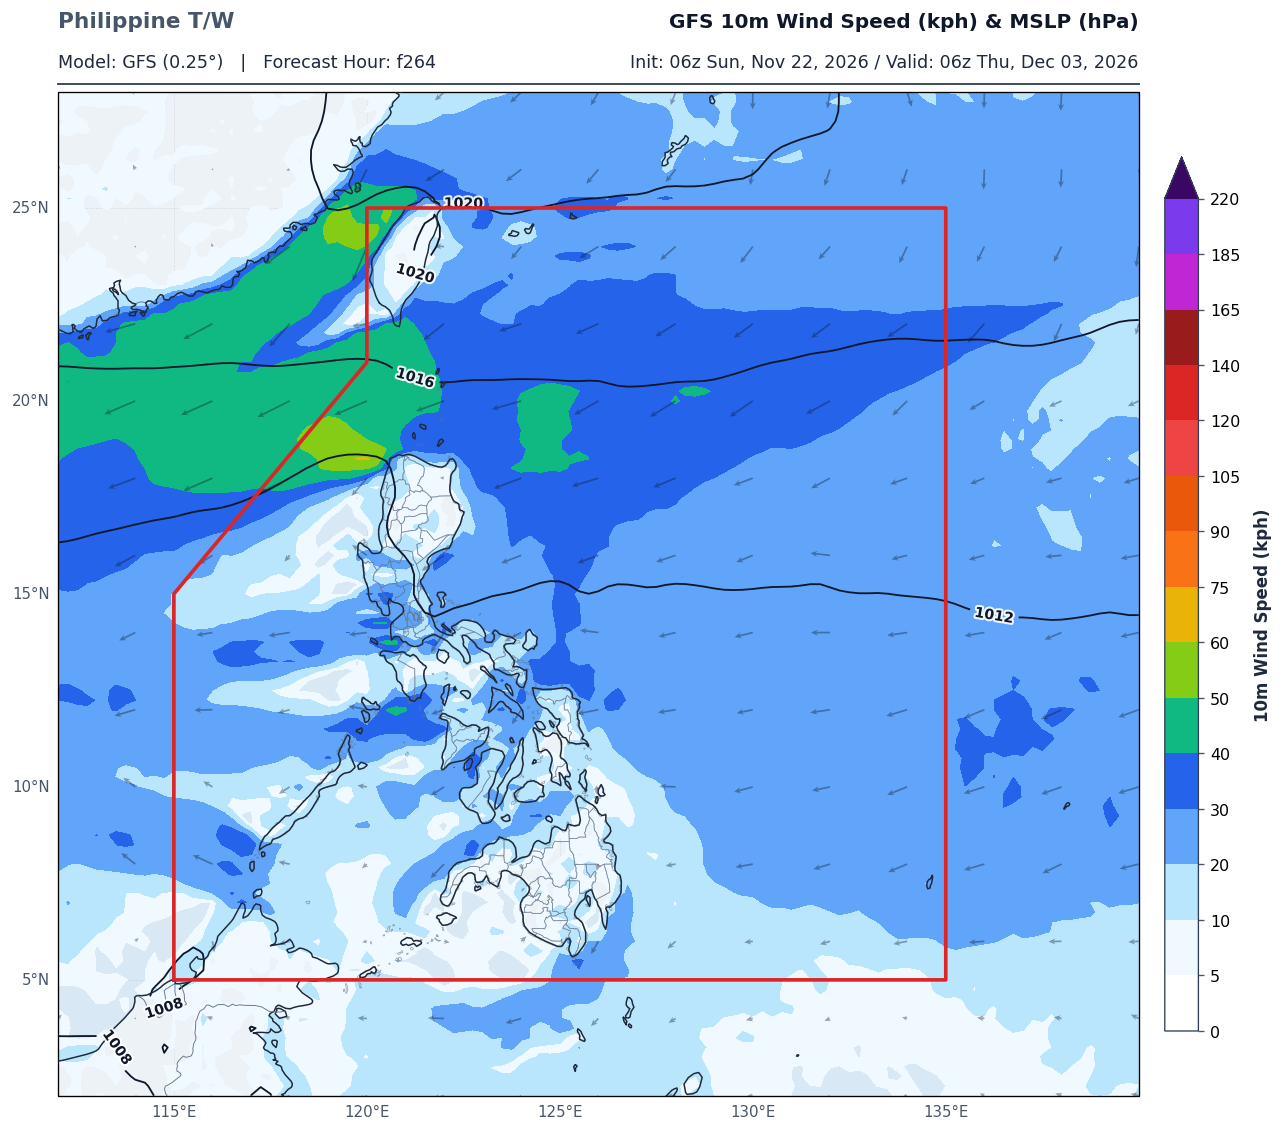 Philippine T/W
GFS 10m Wind Speed (kph) & MSLP (hPa)
Model: GFS (0.25°)   |   Forecast Hour: f264
Init: 06z Sun, Nov 22, 2026 / Valid: 06z Thu, Dec 03, 2026
25°N
20°N
15°N
10°N
5°N
1020
1020
1016
1012
1008
1008
115°E
120°E
125°E
130°E
135°E
220
185
165
140
120
105
90
75
60
50
40
30
20
10
5
0
10m Wind Speed (kph)